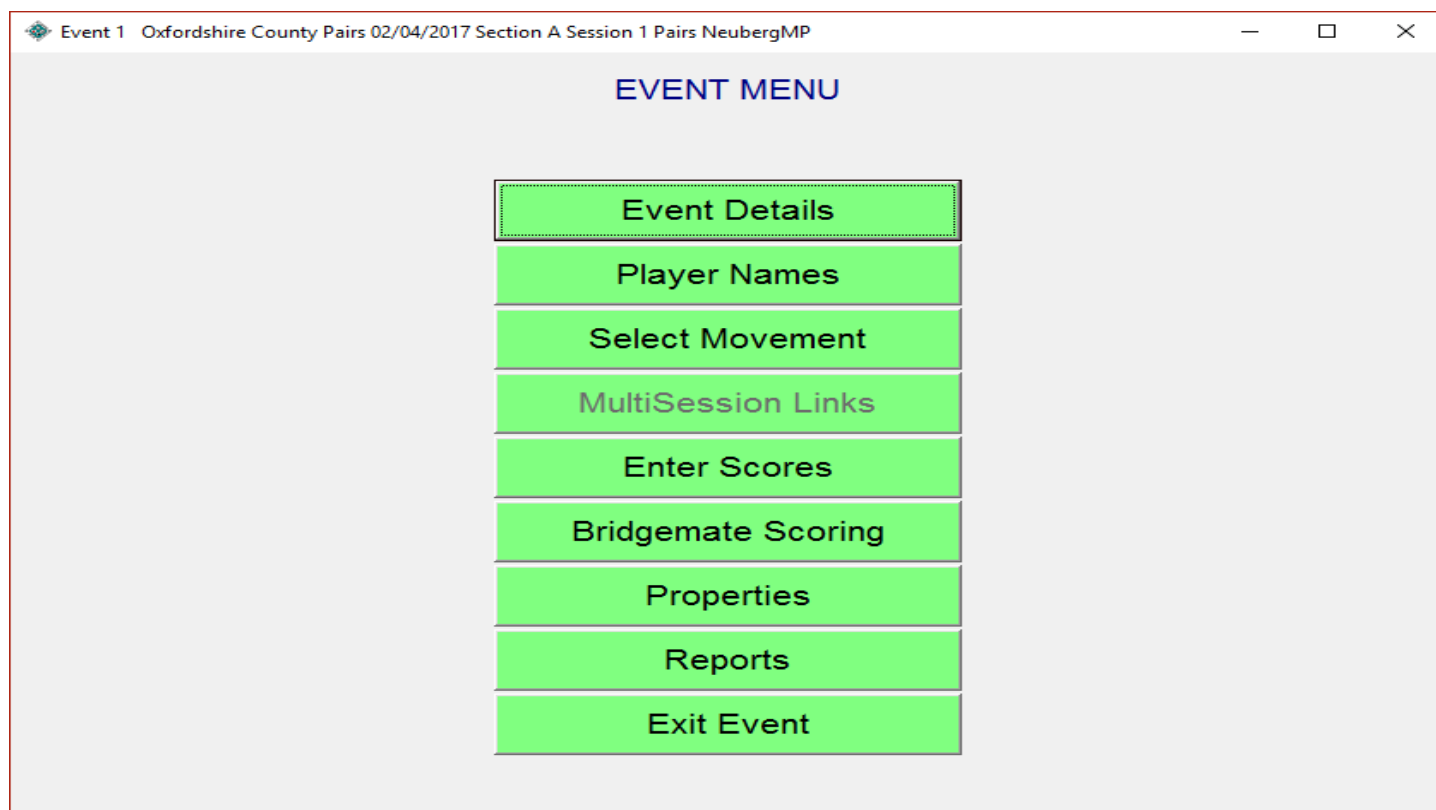 Event 1 Oxfordshire County Pairs 02/04/2017 Section A Session 1 Pairs NeubergMP
EVENT MENU
Event Details
Player Names
Select Movement
MultiSession Links
Enter Scores
Bridgemate Scoring
Properties
Reports
Exit Event